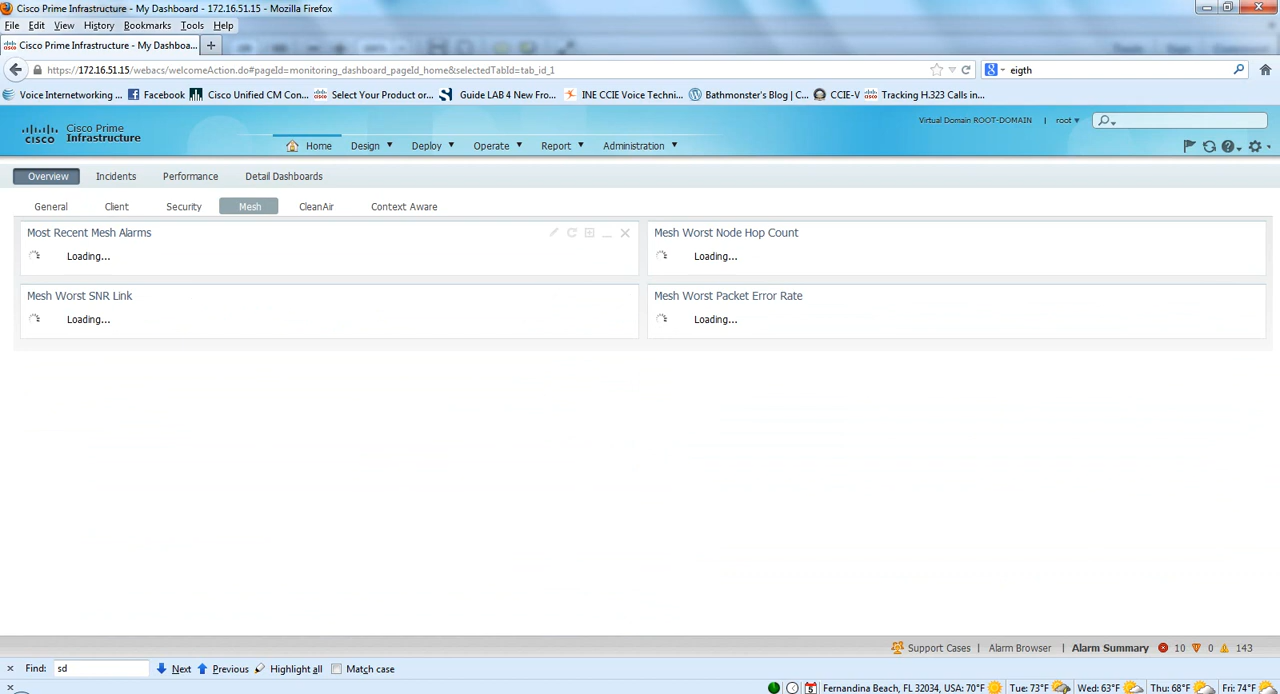 Cisco Prime Infrastructure - My Dashboard - 172.16.51.15 - Mozilla Firefox
File Edit View History Bookmarks Tools Help
Cisco Prime Infrastructure - My Dashboa...
https://172.16.51.15/webacs/welcomeAction.do#pageId=monitoring_dashboard_pageId_home&selectedTabId=tab_id_1 eigth
Voice Internetworking ... Facebook Cisco Unified CM Con... Select Your Product or... Guide LAB 4 New Fro... INE CCIE Voice Techni... Bathmonster's Blog | C... CCIE-V Tracking H.323 Calls in...
Cisco Prime
Infrastructure
CISCO
Virtual Domain ROOT-DOMAIN | root
Home Design Deploy Operate Report Administration
Overview Incidents Performance Detail Dashboards
General Client Security Mesh CleanAir Context Aware
Most Recent Mesh Alarms
Loading...
Mesh Worst Node Hop Count
Loading...
Mesh Worst SNR Link
Loading...
Mesh Worst Packet Error Rate
Loading...
Support Cases | Alarm Browser | Alarm Summary 10 0 143
Find: sd Next Previous Highlight all Match case
Fernandina Beach, FL 32034, USA: 70°F Tue: 73°F Wed: 63°F Thu: 68°F Fri: 74°F